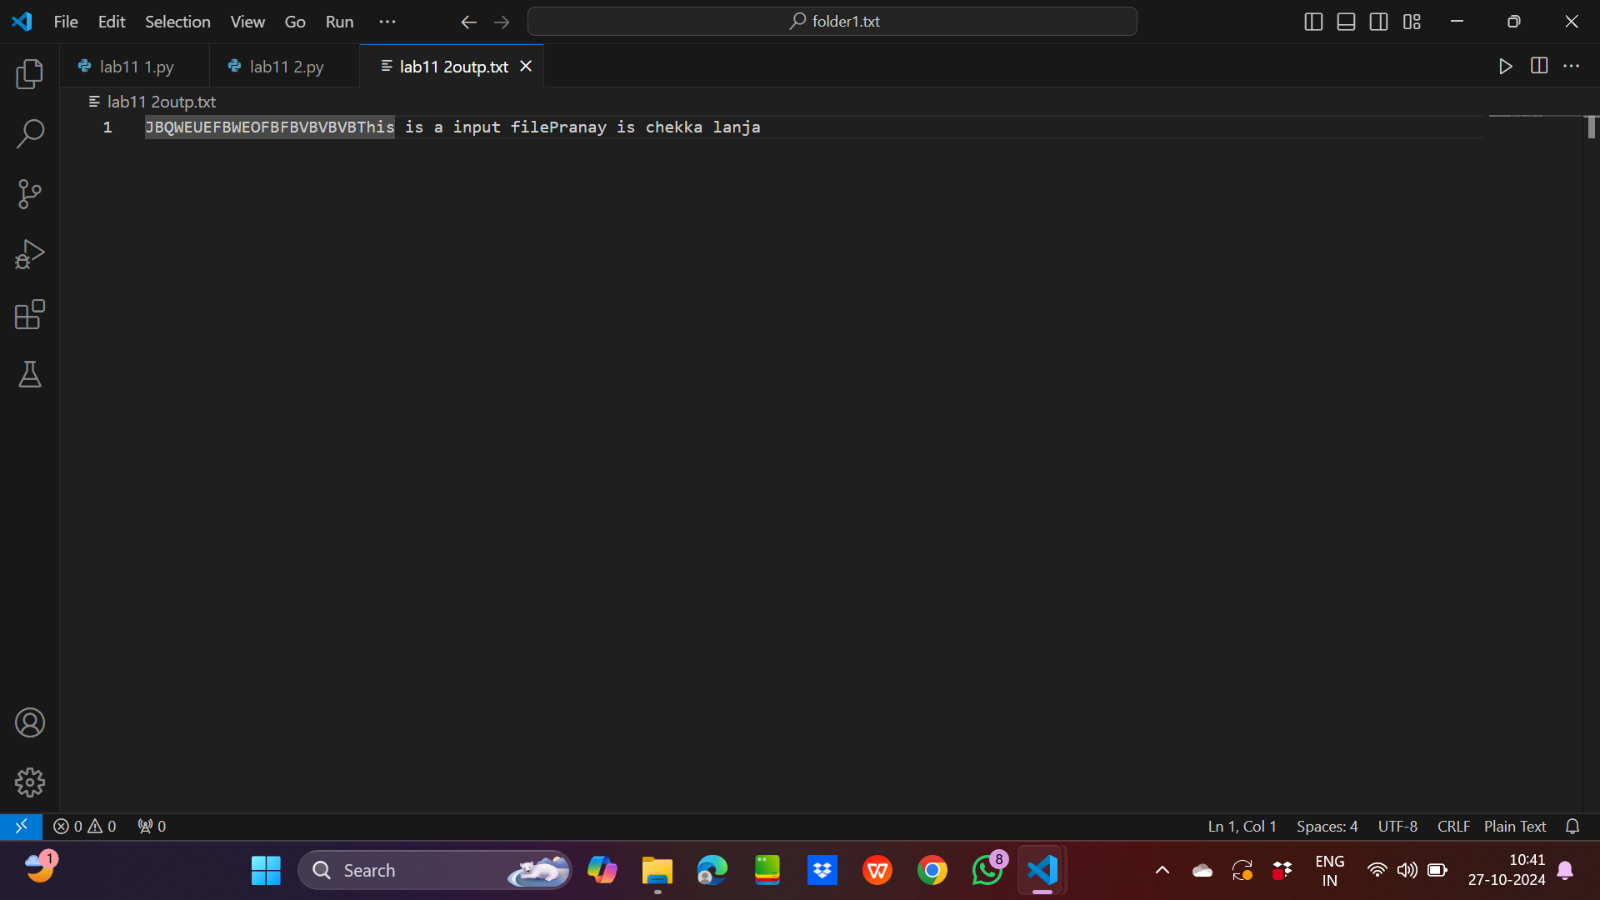 File Edit Selection View Go Run ···
folder1.txt
lab11 1.py lab11 2.py lab11 2outp.txt
lab11 2outp.txt
1 JBQWEUEFBWEOFBFBVBVBVBThis is a input filePranay is chekka lanja
0 0 0 Ln 1, Col 1 Spaces: 4 UTF-8 CRLF Plain Text
1 Search W 8 ENG 10:41
IN 27-10-2024